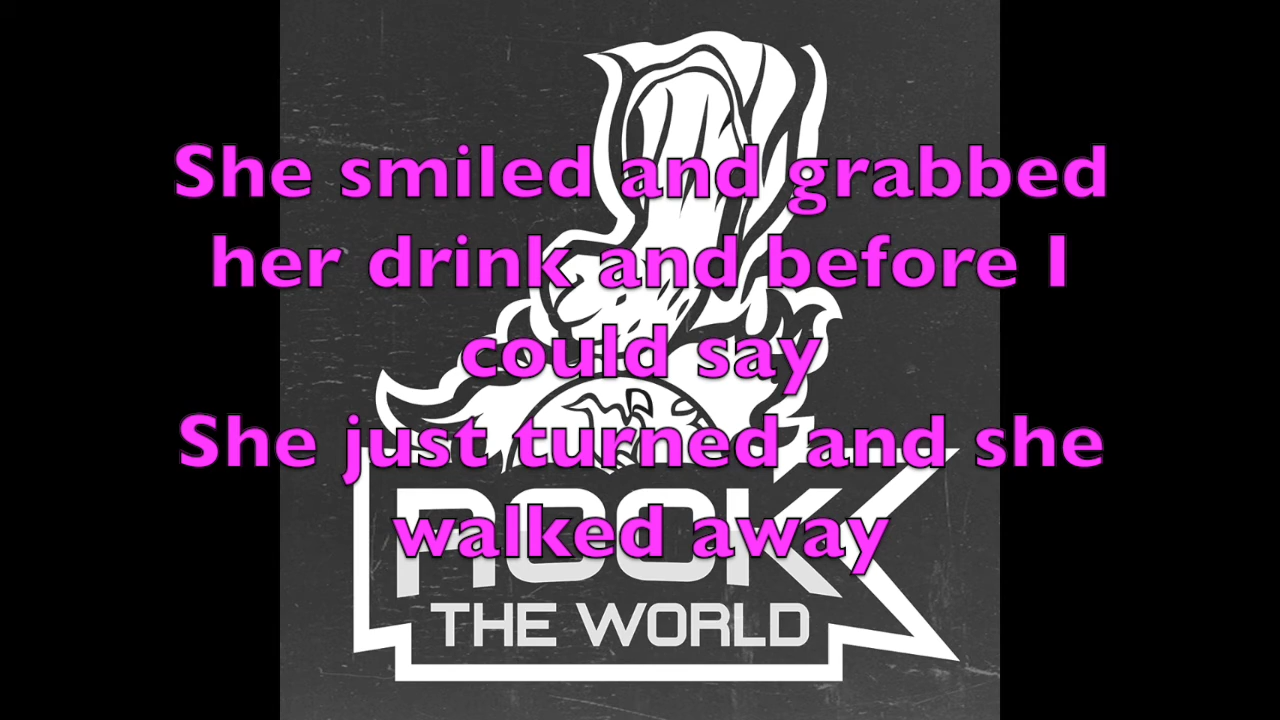 She smiled and grabbed
her drink and before I
could say
She just turned and she
walked away
ROOK
THE WORLD